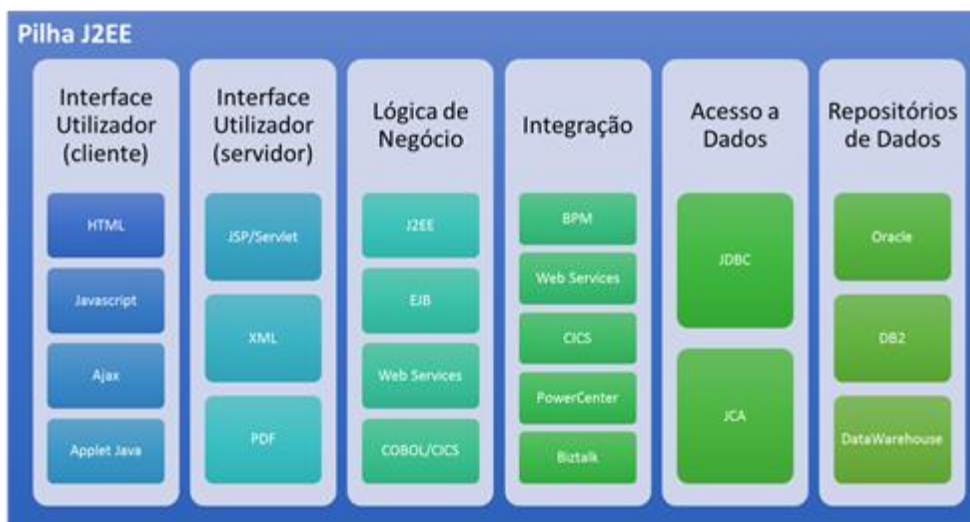 Pilha J2EE
Interface
Utilizador
(cliente)
HTML
Javascript
Ajax
Applet Java
Interface
Utilizador
(servidor)
JSP/Servlet
XML
PDF
Lógica de
Negócio
J2EE
EJB
Web Services
COBOL/CICS
Integração
BPM
Web Services
CICS
PowerCenter
Biztalk
Acesso a
Dados
JDBC
JCA
Repositórios
de Dados
Oracle
DB2
DataWarehouse